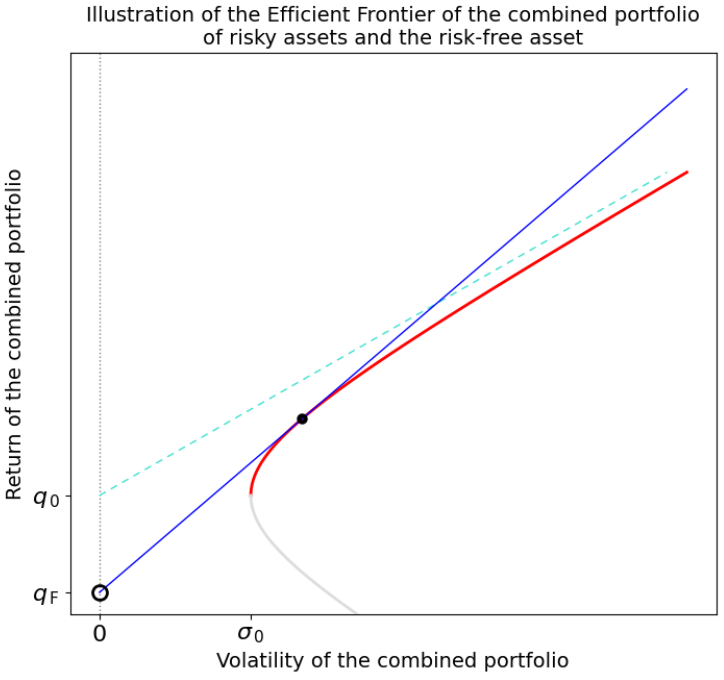 Illustration of the Efficient Frontier of the combined portfolio
of risky assets and the risk-free asset
Return of the combined portfolio
q₀
q_F
0
σ₀
Volatility of the combined portfolio